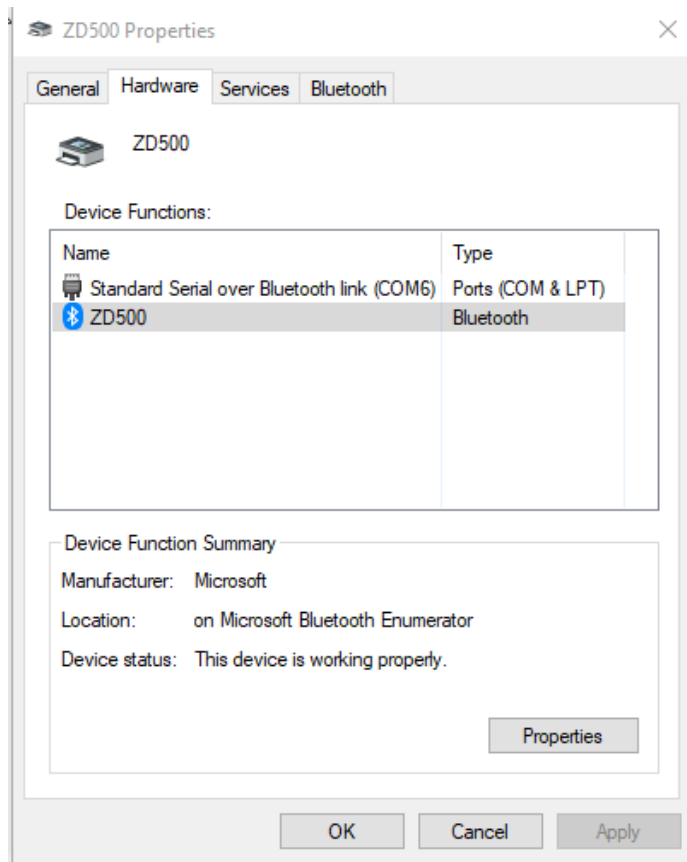 ZD500 Properties
General Hardware Services Bluetooth
ZD500
Device Functions:
Name Type
Standard Serial over Bluetooth link (COM6) Ports (COM & LPT)
ZD500 Bluetooth
Device Function Summary
Manufacturer: Microsoft
Location: on Microsoft Bluetooth Enumerator
Device status: This device is working properly.
Properties
OK Cancel Apply